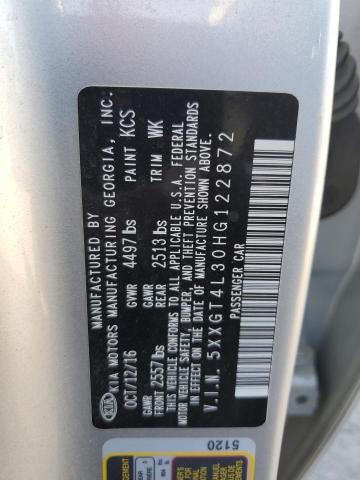 MANUFACTURED BY
KIA KIA MOTORS MANUFACTURING GEORGIA, INC.
OCT/12/16 GVWR 4497lbs PAINT KCS
GAWR FRONT 2557lbs GAWR REAR 2513lbs TRIM WK
THIS VEHICLE CONFORMS TO ALL APPLICABLE U.S.A. FEDERAL
MOTOR VEHICLE SAFETY, BUMPER, AND THEFT PREVENTION STANDARDS
IN EFFECT ON THE DATE OF MANUFACTURE SHOWN ABOVE.
V.I.N. 5XXGT4L30HG122872
PASSENGER CAR
5120